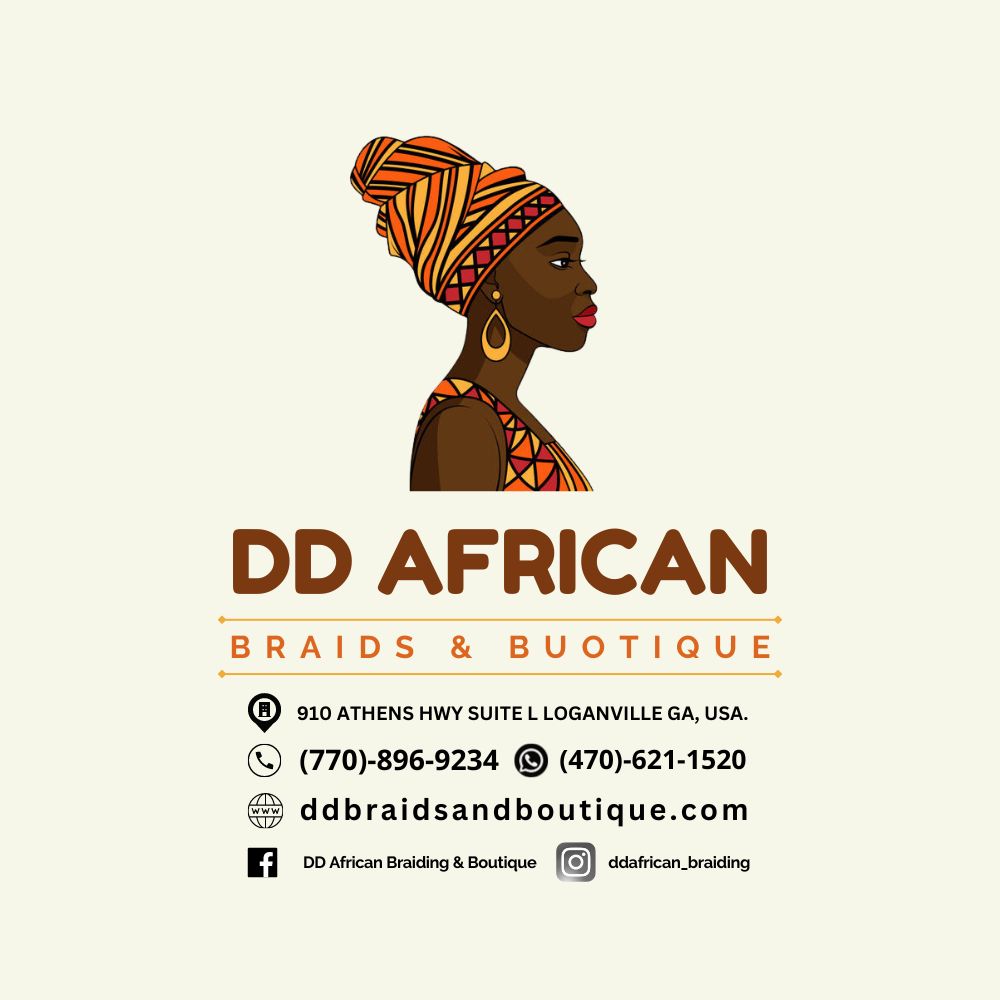 DD AFRICAN
BRAIDS & BUOTIQUE
910 ATHENS HWY SUITE L LOGANVILLE GA, USA.
(770)-896-9234 (470)-621-1520
www ddbraidsandboutique.com
DD African Braiding & Boutique ddafrican_braiding